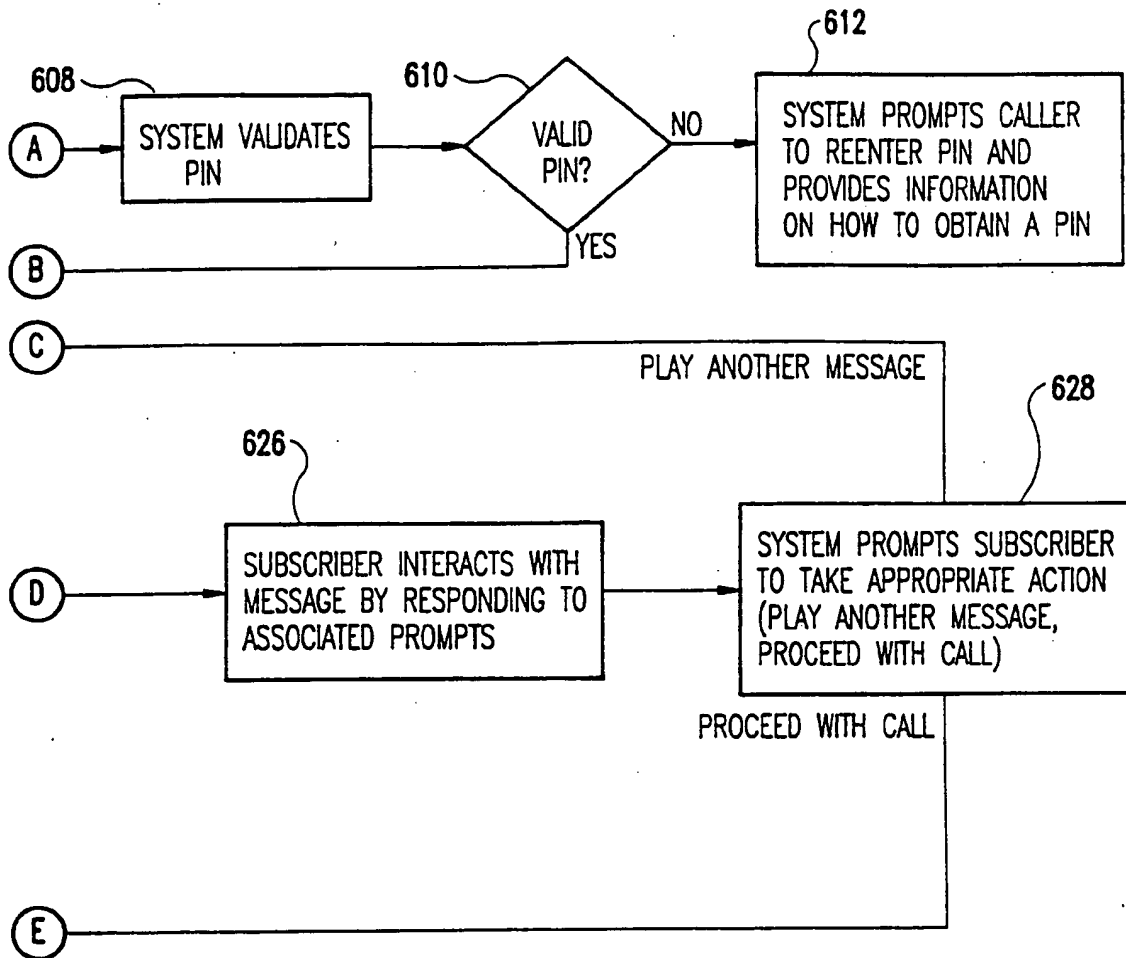 608
610
612
A
SYSTEM VALIDATES
PIN
VALID
PIN?
NO
YES
SYSTEM PROMPTS CALLER
TO REENTER PIN AND
PROVIDES INFORMATION
ON HOW TO OBTAIN A PIN
B
C
PLAY ANOTHER MESSAGE
626
628
D
SUBSCRIBER INTERACTS WITH
MESSAGE BY RESPONDING TO
ASSOCIATED PROMPTS
SYSTEM PROMPTS SUBSCRIBER
TO TAKE APPROPRIATE ACTION
(PLAY ANOTHER MESSAGE,
PROCEED WITH CALL)
PROCEED WITH CALL
E